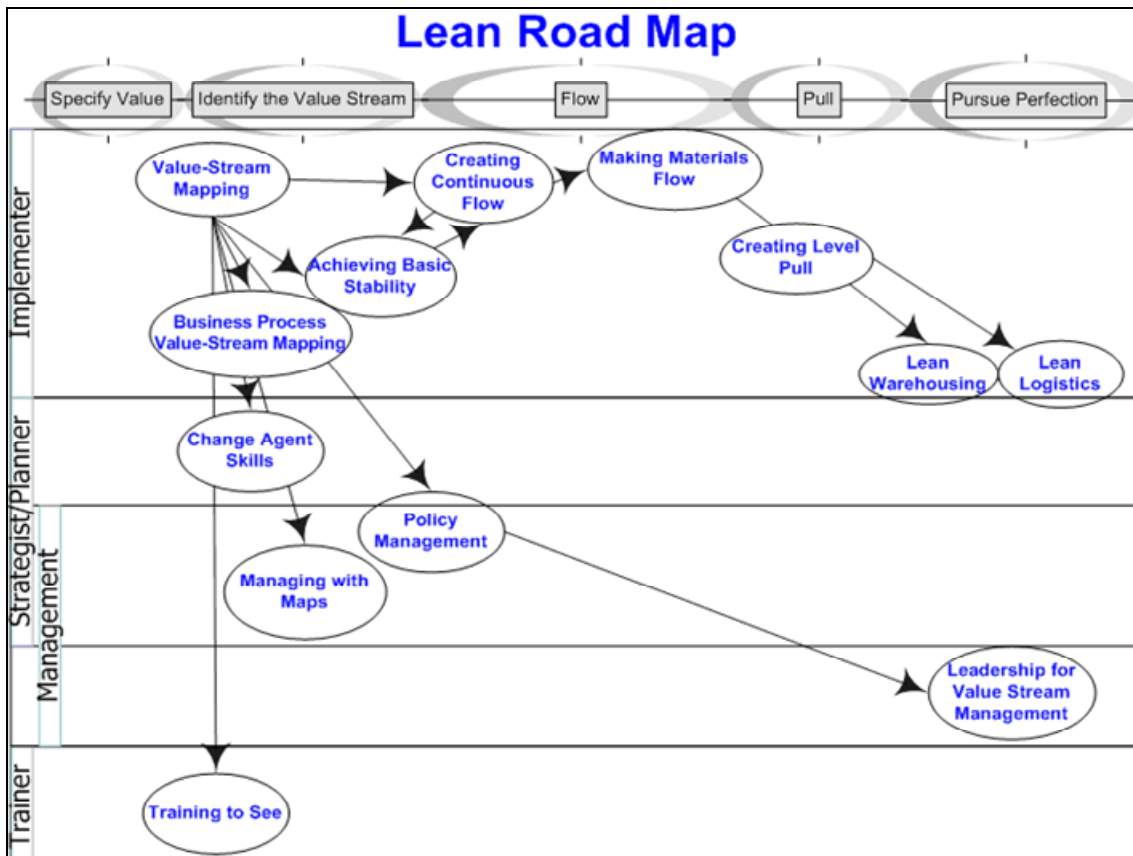 Lean Road Map
Specify Value
Identify the Value Stream
Flow
Pull
Pursue Perfection
Implementer
Value-Stream
Mapping
Creating
Continuous
Flow
Making Materials
Flow
Achieving Basic
Stability
Creating Level
Pull
Business Process
Value-Stream Mapping
Lean
Warehousing
Lean
Logistics
Strategist/Planner
Change Agent
Skills
Management
Policy
Management
Managing with
Maps
Leadership for
Value Stream
Management
Trainer
Training to See